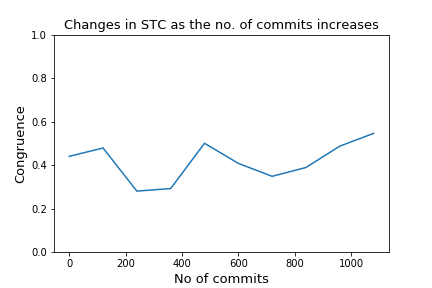 Changes in STC as the no. of commits increases
1.0
0.8
0.6
0.4
0.2
0.0
Congruence
0 200 400 600 800 1000
No of commits